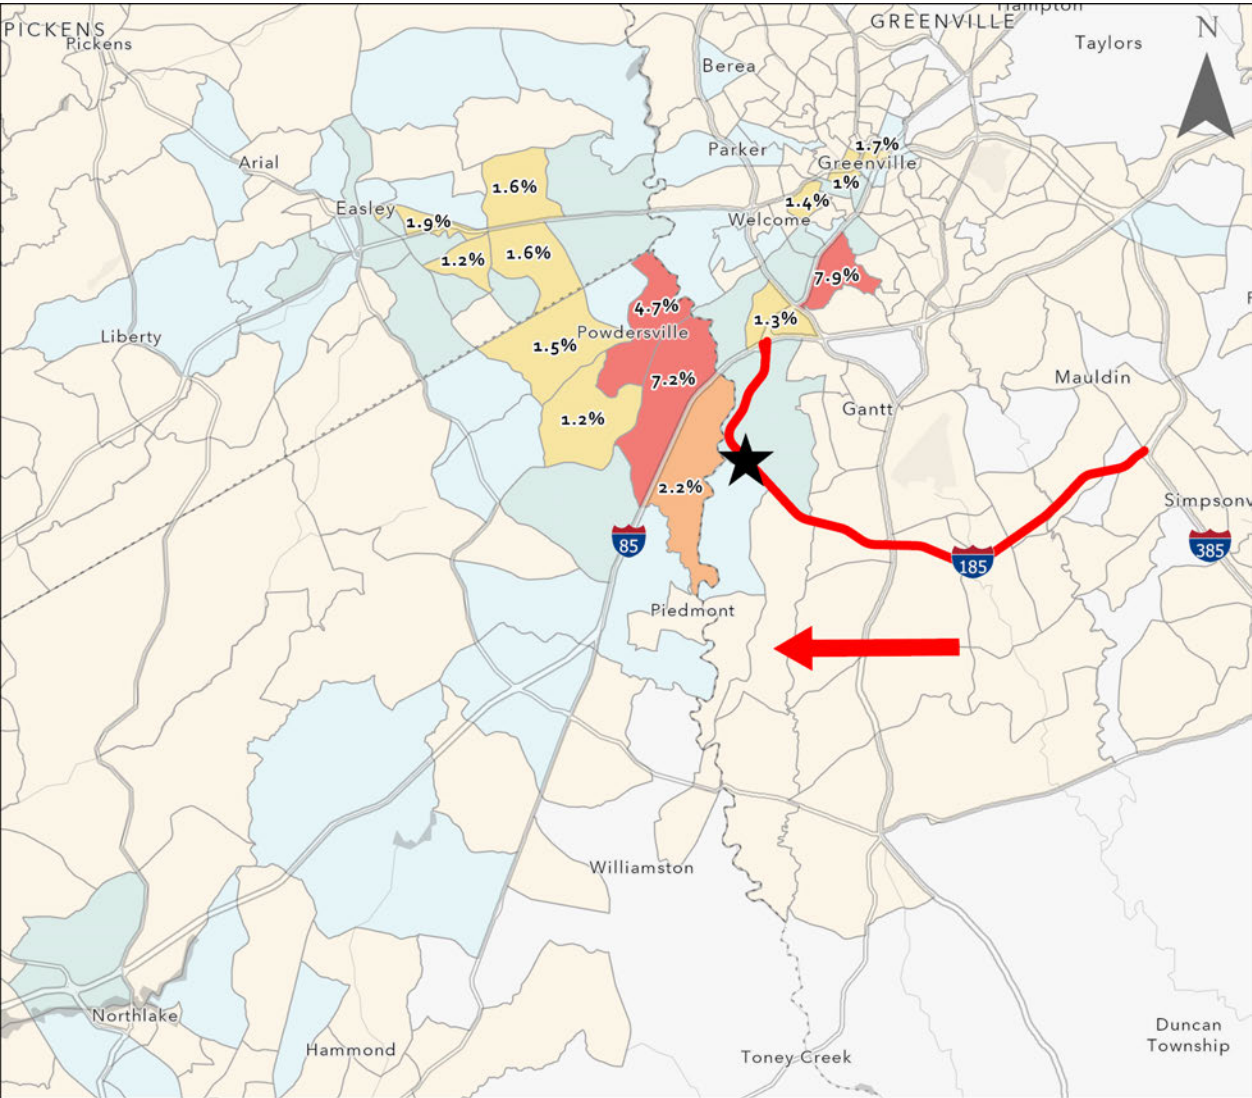 PICKENS
Pickens
Hampton
GREENVILLE
N
Taylors
Berea
Parker
1.7%
Greenville
Arial
1%
1.6%
1.4%
Easley
Welcome
1.9%
1.6%
1.2%
7.9%
4.7%
1.3%
Powdersville
Liberty
1.5%
7.2%
Mauldin
Gantt
1.2%
2.2%
Simpsonv
85
385
185
Piedmont
Williamston
Northlake
Hammond
Toney Creek
Duncan
Township